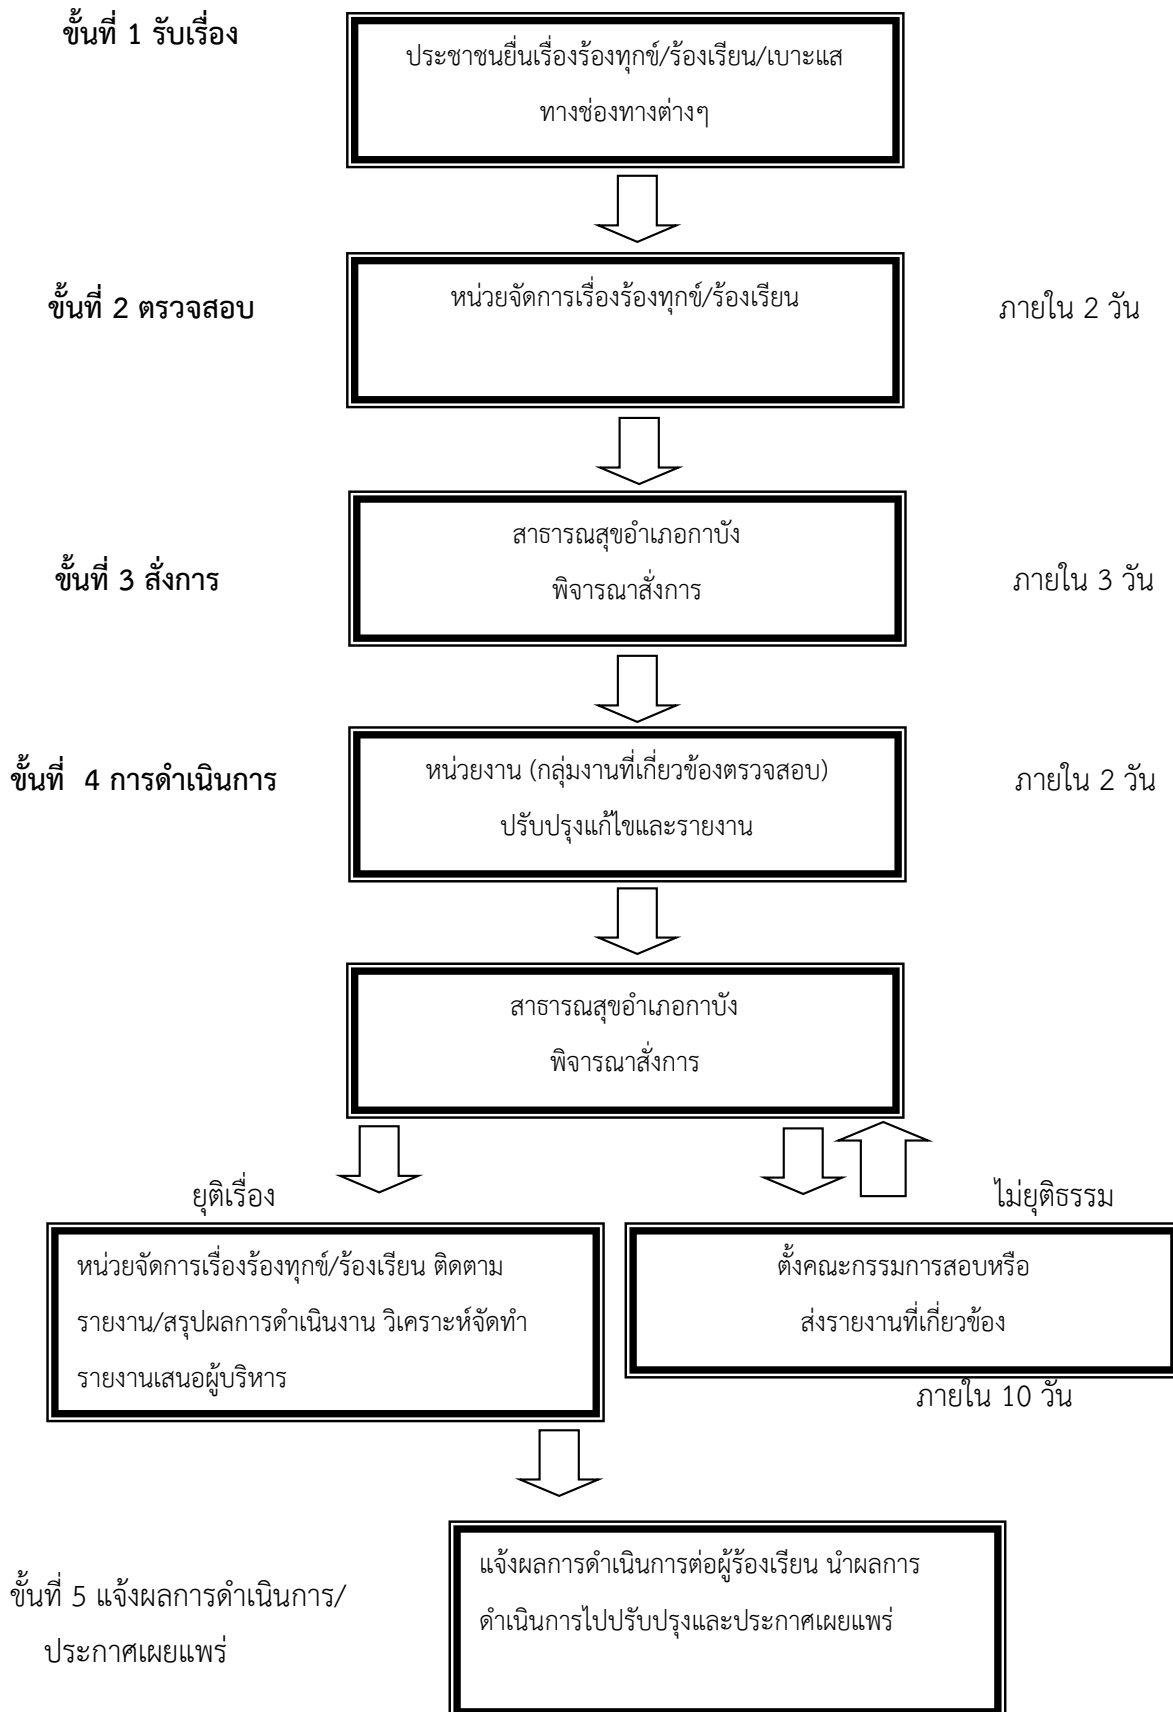 ขั้นที่ 1 รับเรื่อง
ประชาชนยื่นเรื่องร้องทุกข์/ร้องเรียน/เบาะแส
ทางช่องทางต่างๆ
ขั้นที่ 2 ตรวจสอบ
หน่วยจัดการเรื่องร้องทุกข์/ร้องเรียน
ภายใน 2 วัน
ขั้นที่ 3 สั่งการ
สาธารณสุขอำเภอกาบัง
พิจารณาสั่งการ
ภายใน 3 วัน
ขั้นที่ 4 การดำเนินการ
หน่วยงาน (กลุ่มงานที่เกี่ยวข้องตรวจสอบ)
ปรับปรุงแก้ไขและรายงาน
ภายใน 2 วัน
สาธารณสุขอำเภอกาบัง
พิจารณาสั่งการ
ยุติเรื่อง
ไม่ยุติธรรม
หน่วยจัดการเรื่องร้องทุกข์/ร้องเรียน ติดตาม
รายงาน/สรุปผลการดำเนินงาน วิเคราะห์จัดทำ
รายงานเสนอผู้บริหาร
ตั้งคณะกรรมการสอบหรือ
ส่งรายงานที่เกี่ยวข้อง
ภายใน 10 วัน
ขั้นที่ 5 แจ้งผลการดำเนินการ/
ประกาศเผยแพร่
แจ้งผลการดำเนินการต่อผู้ร้องเรียน นำผลการ
ดำเนินการไปปรับปรุงและประกาศเผยแพร่